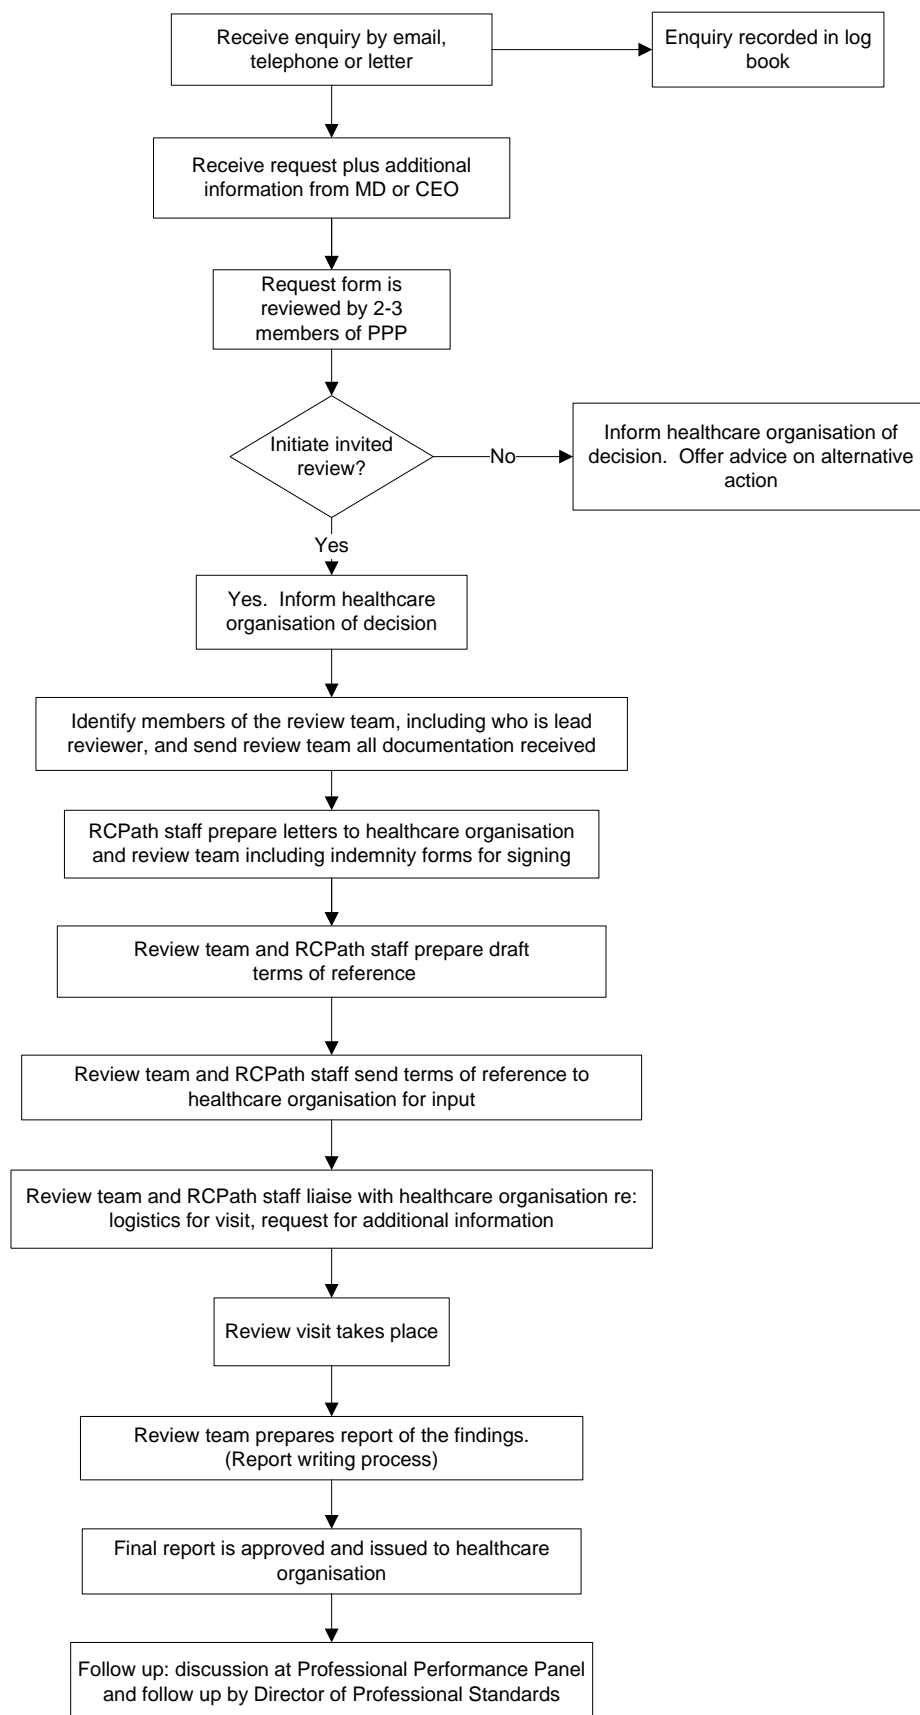 Receive enquiry by email,
telephone or letter
Enquiry recorded in log
book
Receive request plus additional
information from MD or CEO
Request form is
reviewed by 2-3
members of PPP
Initiate invited
review?
No
Inform healthcare organisation of
decision.  Offer advice on alternative
action
Yes
Yes.  Inform healthcare
organisation of decision
Identify members of the review team, including who is lead
reviewer, and send review team all documentation received
RCPath staff prepare letters to healthcare organisation
and review team including indemnity forms for signing
Review team and RCPath staff prepare draft
terms of reference
Review team and RCPath staff send terms of reference to
healthcare organisation for input
Review team and RCPath staff liaise with healthcare organisation re:
logistics for visit, request for additional information
Review visit takes place
Review team prepares report of the findings.
(Report writing process)
Final report is approved and issued to healthcare
organisation
Follow up: discussion at Professional Performance Panel
and follow up by Director of Professional Standards